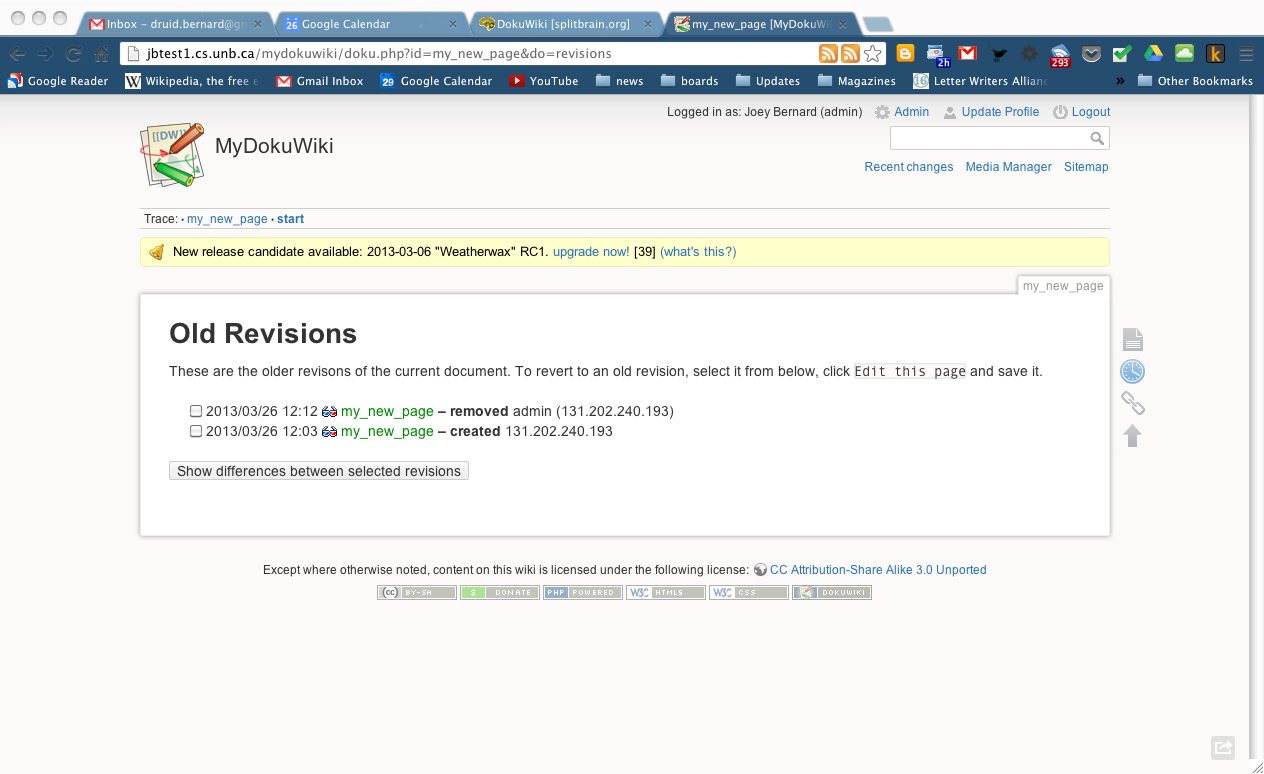 Inbox – druid.bernard@gm
26 Google Calendar
DokuWiki [splitbrain.org]
my_new_page [MyDokuWi
jbtest1.cs.unb.ca/mydokuwiki/doku.php?id=my_new_page&do=revisions
2h
293
k
Google Reader
W Wikipedia, the free e
Gmail Inbox
29 Google Calendar
YouTube
news
boards
Updates
Magazines
Letter Writers Allianc
»
Other Bookmarks
Logged in as: Joey Bernard (admin) Admin Update Profile Logout
[[DW]]
MyDokuWiki
Recent changes Media Manager Sitemap
Trace: • my_new_page • start
New release candidate available: 2013-03-06 "Weatherwax" RC1. upgrade now! [39] (what's this?)
my_new_page
Old Revisions
These are the older revisons of the current document. To revert to an old revision, select it from below, click Edit this page and save it.
2013/03/26 12:12 my_new_page – removed admin (131.202.240.193)
2013/03/26 12:03 my_new_page – created 131.202.240.193
Show differences between selected revisions
Except where otherwise noted, content on this wiki is licensed under the following license: CC Attribution-Share Alike 3.0 Unported
(cc) BY-SA
$ DONATE
PHP POWERED
W3C HTML5
W3C CSS
DOKUWIKI